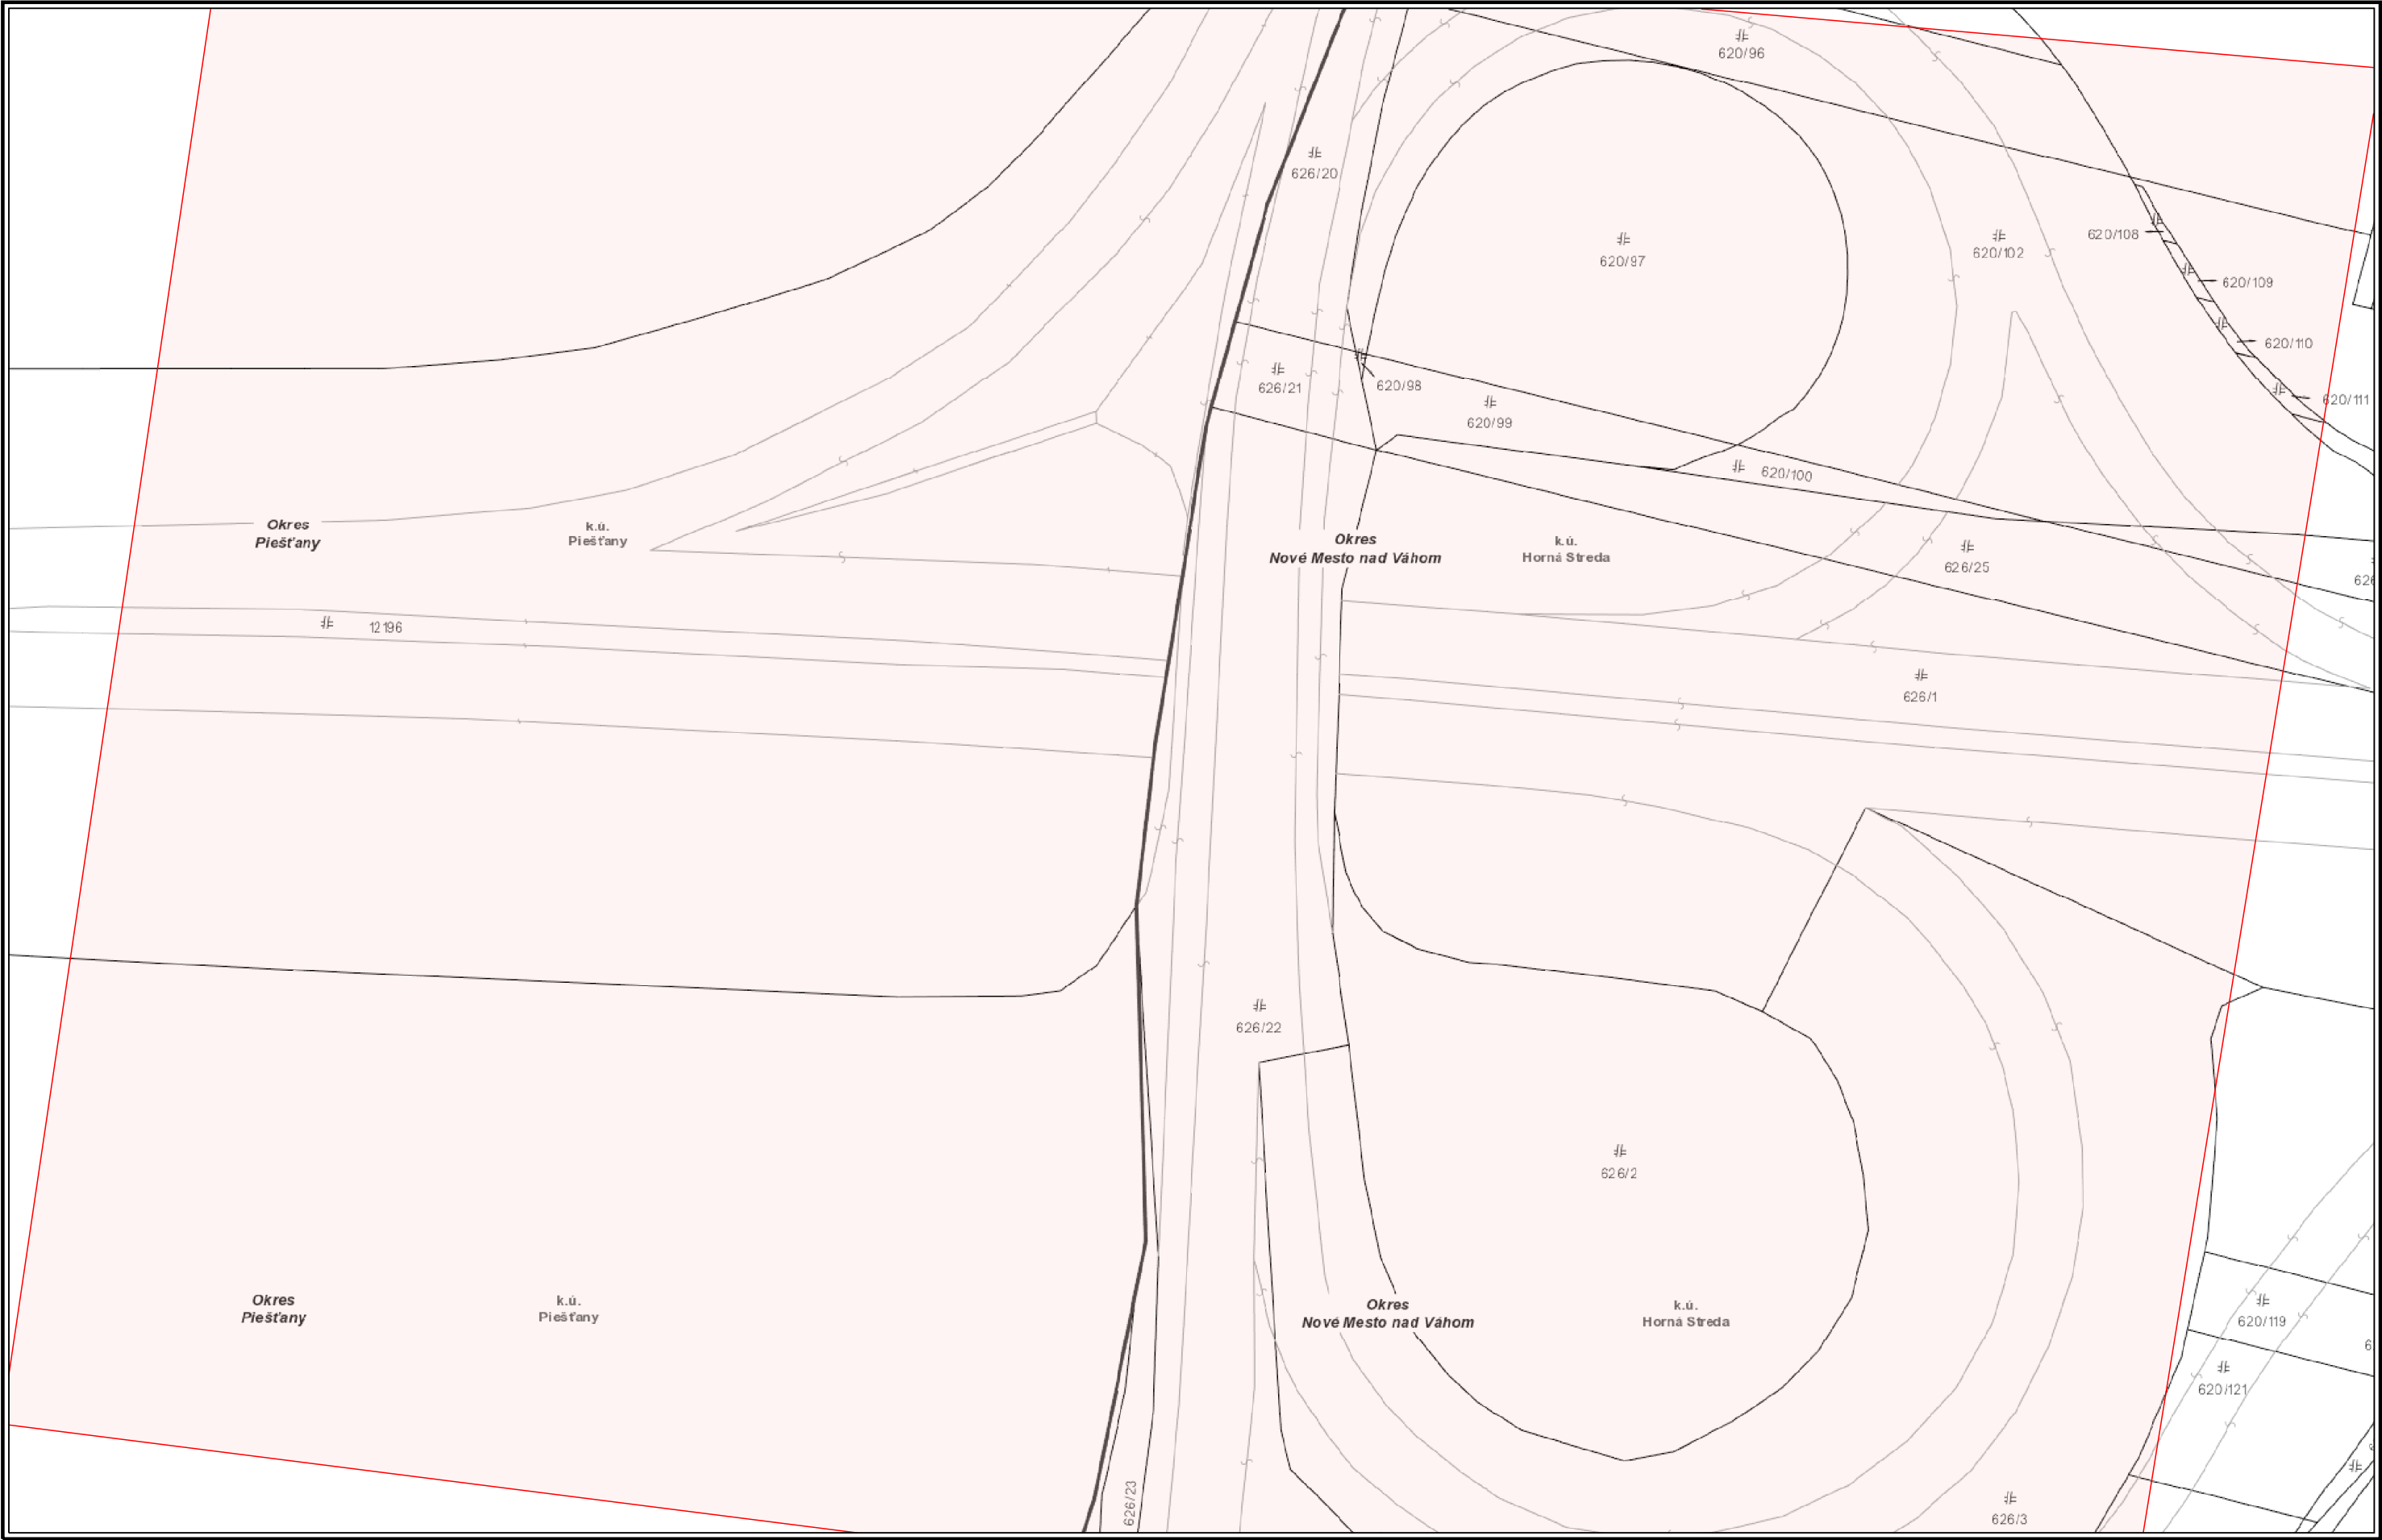 620/96
626/20
620/97
620/102
620/108
620/109
620/110
620/111
626/21
620/98
620/99
620/100
Okres
Piešťany
k.ú.
Piešťany
Okres
Nové Mesto nad Váhom
k.ú.
Horná Streda
626/25
626
12196
626/1
626/22
626/2
Okres
Piešťany
k.ú.
Piešťany
Okres
Nové Mesto nad Váhom
k.ú.
Horná Streda
620/119
6
620/121
626/23
626/3